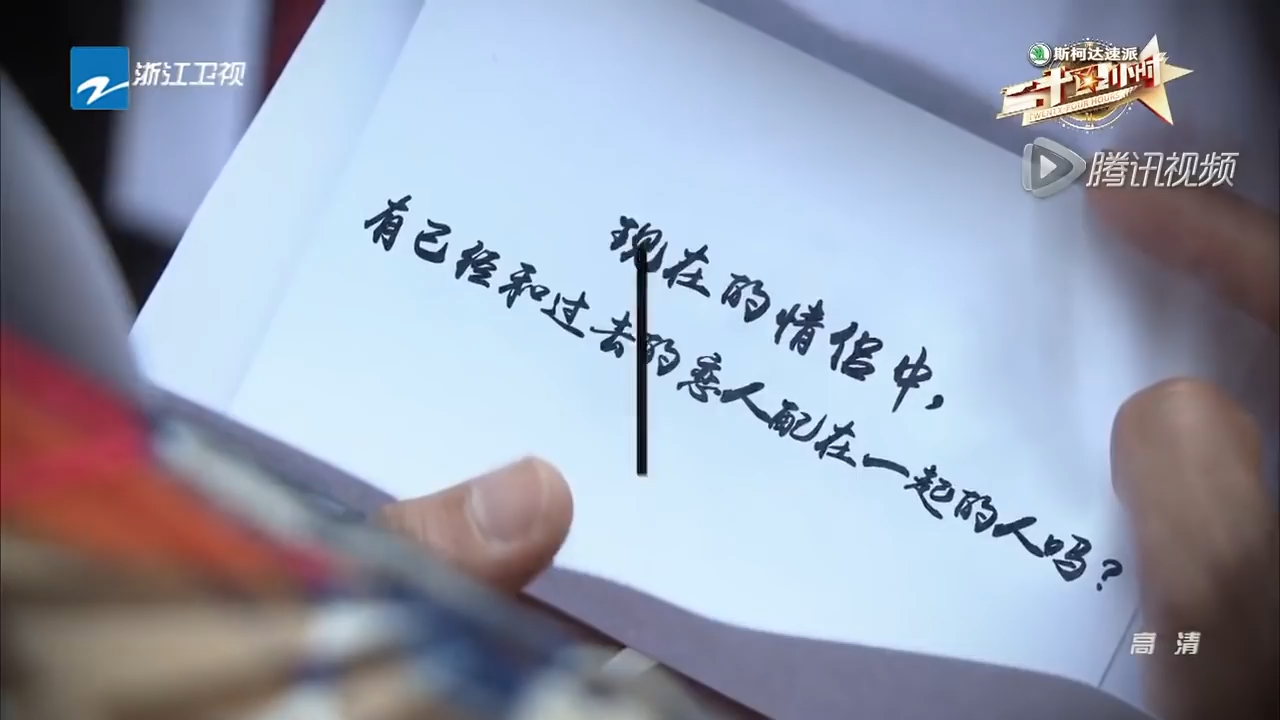 浙江卫视
斯柯达速派
二十四小时
TWENTY-FOUR HOURS
腾讯视频
现在的情侣中，
有已经和过去的恋人配在一起的人吗？
高清